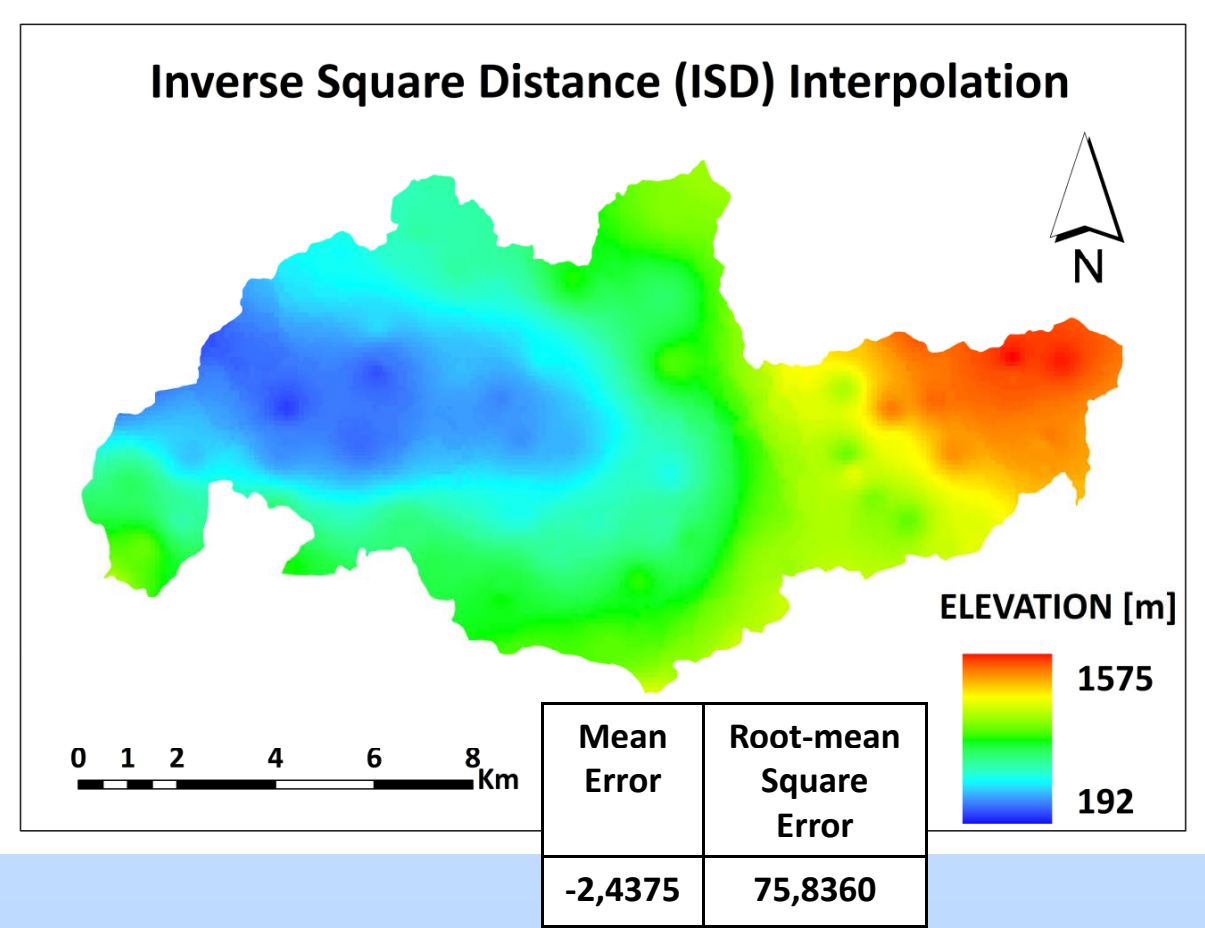 Inverse Square Distance (ISD) Interpolation
N
ELEVATION [m]
1575
192
0 1 2 4 6 8
Km
Mean
Error
Root-mean
Square
Error
-2,4375
75,8360